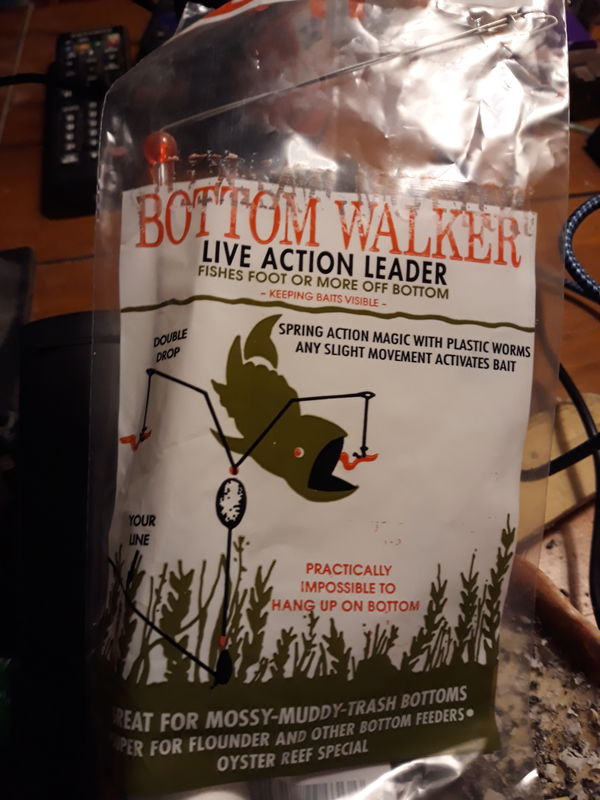 BOTTOM WALKER
LIVE ACTION LEADER
FISHES FOOT OR MORE OFF BOTTOM
- KEEPING BAITS VISIBLE -
SPRING ACTION MAGIC WITH PLASTIC WORMS
ANY SLIGHT MOVEMENT ACTIVATES BAIT
DOUBLE
DROP
YOUR
LINE
PRACTICALLY
IMPOSSIBLE TO
HANG UP ON BOTTOM
GREAT FOR MOSSY-MUDDY-TRASH BOTTOMS
SUPER FOR FLOUNDER AND OTHER BOTTOM FEEDERS•
OYSTER REEF SPECIAL